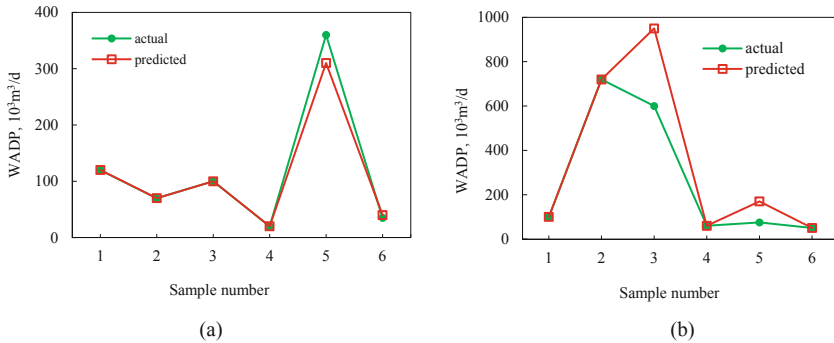 400
300
200
100
0
WADP, 10³m³/d
actual
predicted
1 2 3 4 5 6
Sample number
(a)
1000
800
600
400
200
0
WADP, 10³m³/d
actual
predicted
1 2 3 4 5 6
Sample number
(b)